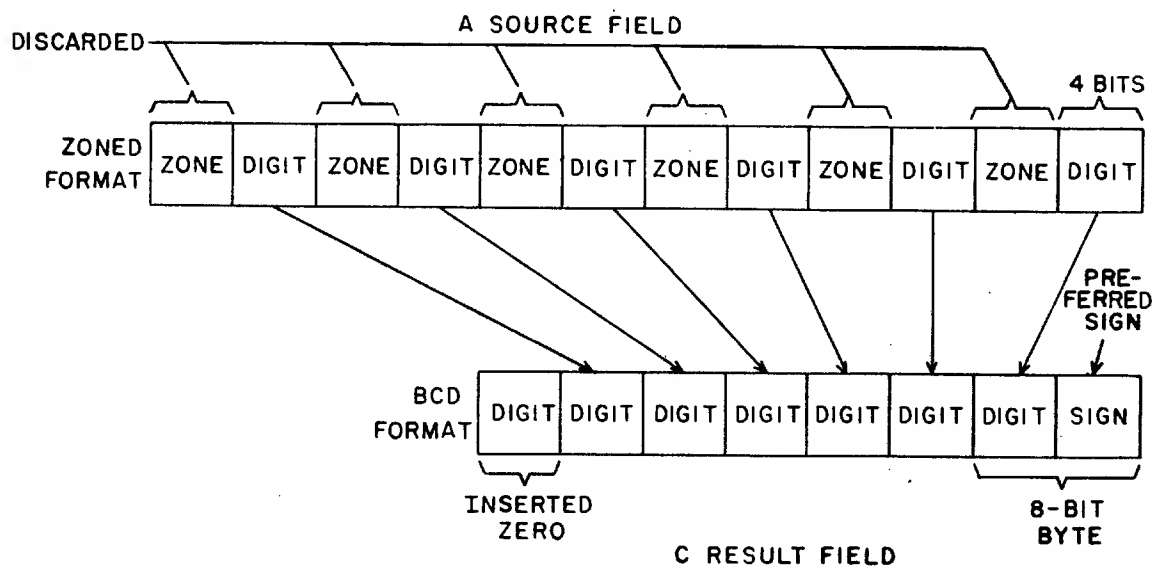 A SOURCE FIELD
DISCARDED
4 BITS
ZONED
FORMAT
ZONE DIGIT ZONE DIGIT ZONE DIGIT ZONE DIGIT ZONE DIGIT ZONE DIGIT
PRE-
FERRED
SIGN
BCD
FORMAT
DIGIT DIGIT DIGIT DIGIT DIGIT DIGIT DIGIT SIGN
INSERTED
ZERO
8-BIT
BYTE
C RESULT FIELD